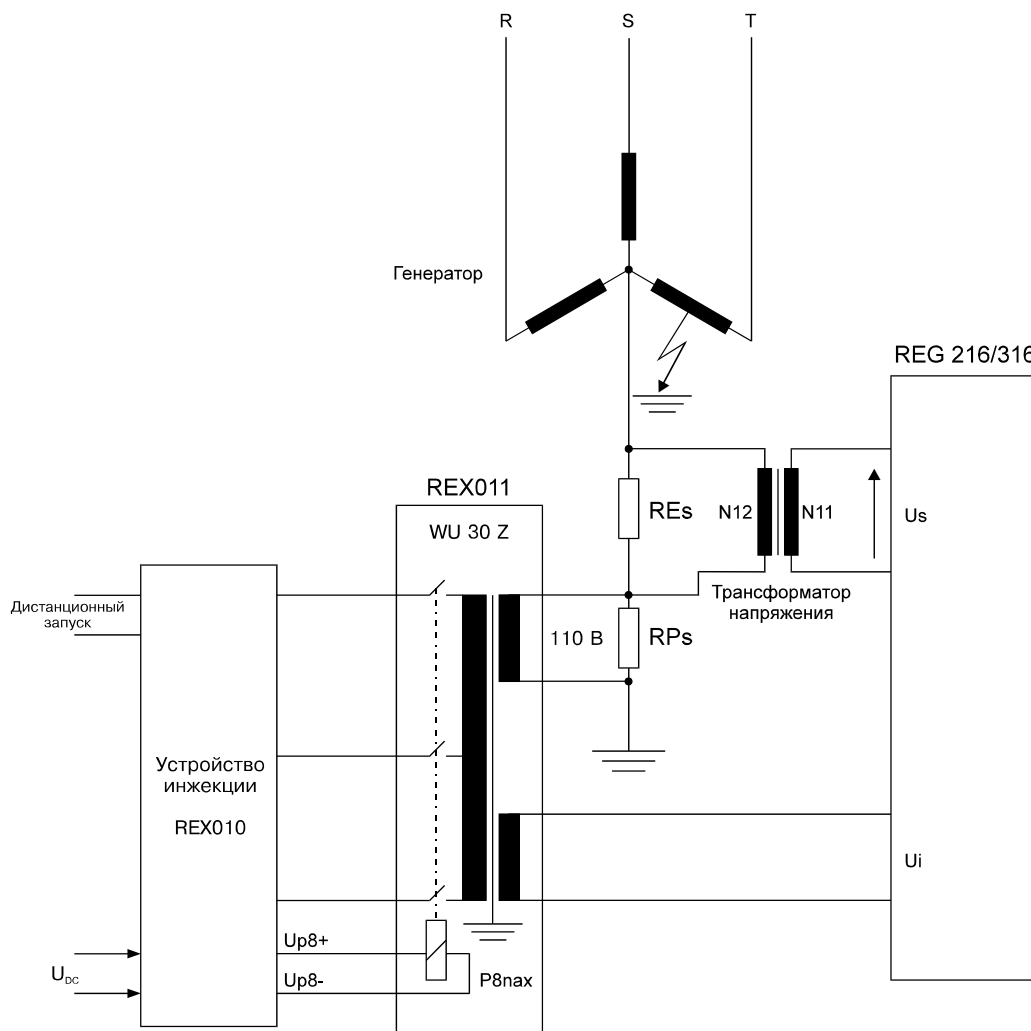 R
S
T
Генератор
REG 216/316
REX011
WU 30 Z
REs
N12
N11
Us
Трансформатор
напряжения
Дистанционный
запуск
110 В
RPs
Устройство
инжекции
REX010
Ui
Up8+
UDC
Up8-
P8nax